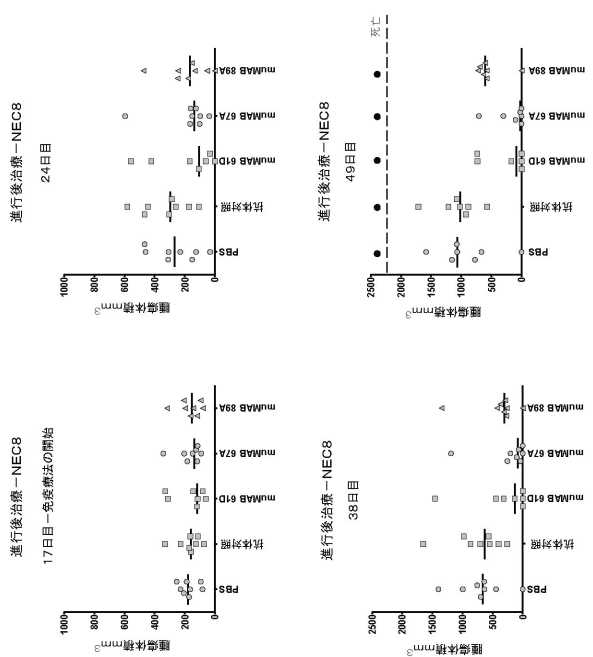 進行後治療－NEC8
17日目－免疫療法の開始
腫瘍体積mm³
1000
800
600
400
200
0
PBS
抗体対照
muMAB 61D
muMAB 67A
muMAB 89A
進行後治療－NEC8
24日目
腫瘍体積mm³
1000
800
600
400
200
0
PBS
抗体対照
muMAB 61D
muMAB 67A
muMAB 89A
進行後治療－NEC8
38日目
腫瘍体積mm³
2500
2000
1500
1000
500
0
PBS
抗体対照
muMAB 61D
muMAB 67A
muMAB 89A
進行後治療－NEC8
49日目
死亡
腫瘍体積mm³
2500
2000
1500
1000
500
0
PBS
抗体対照
muMAB 61D
muMAB 67A
muMAB 89A